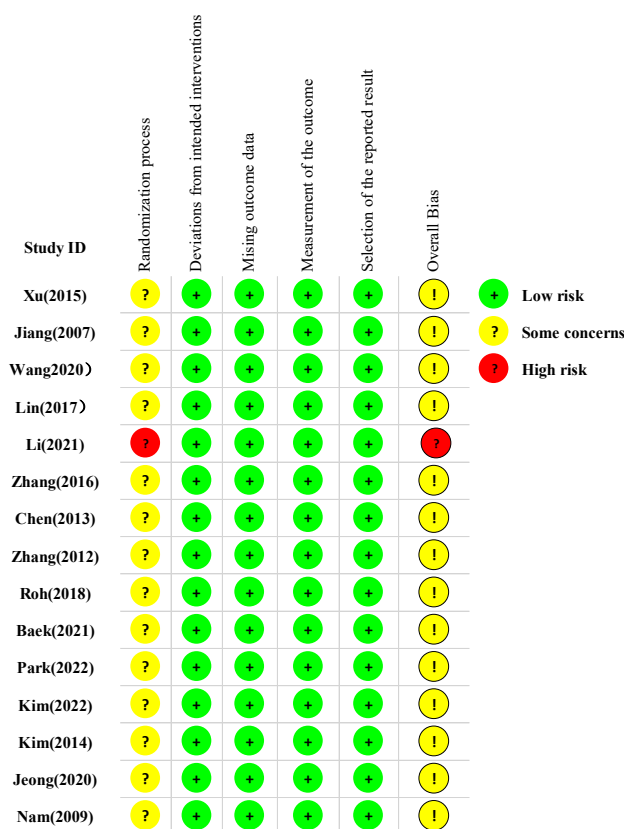 Study ID
Randomization process
Deviations from intended interventions
Mising outcome data
Measurement of the outcome
Selection of the reported result
Overall Bias
Xu(2015) ? + + + + ! + Low risk
Jiang(2007) ? + + + + ! ? Some concerns
Wang2020） ? + + + + ! ? High risk
Lin(2017） ? + + + + !
Li(2021) ? + + + + ?
Zhang(2016) ? + + + + !
Chen(2013) ? + + + + !
Zhang(2012) ? + + + + !
Roh(2018) ? + + + + !
Baek(2021) ? + + + + !
Park(2022) ? + + + + !
Kim(2022) ? + + + + !
Kim(2014) ? + + + + !
Jeong(2020) ? + + + + !
Nam(2009) ? + + + + !